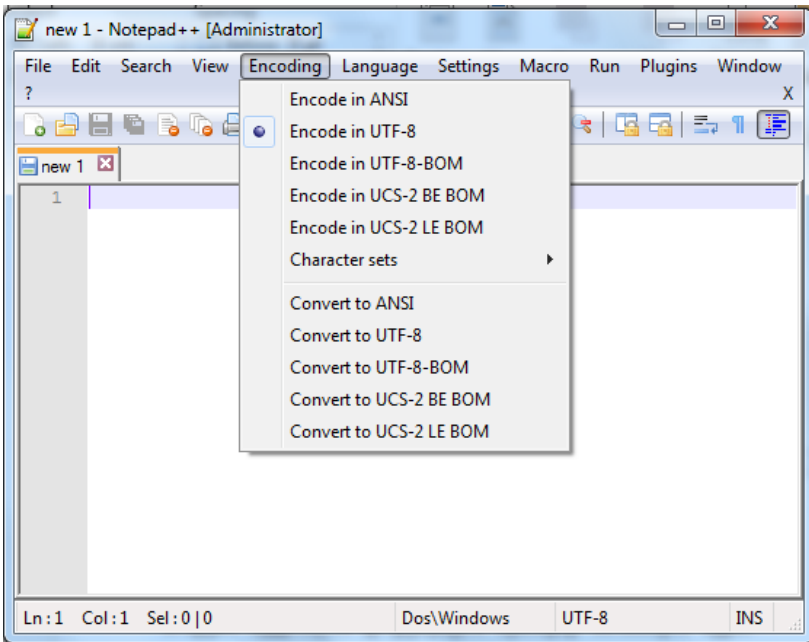 new 1 - Notepad++ [Administrator]
File Edit Search View Encoding Language Settings Macro Run Plugins Window
? X
new 1
1
Encode in ANSI
Encode in UTF-8
Encode in UTF-8-BOM
Encode in UCS-2 BE BOM
Encode in UCS-2 LE BOM
Character sets
Convert to ANSI
Convert to UTF-8
Convert to UTF-8-BOM
Convert to UCS-2 BE BOM
Convert to UCS-2 LE BOM
Ln:1 Col:1 Sel:0|0 Dos\Windows UTF-8 INS